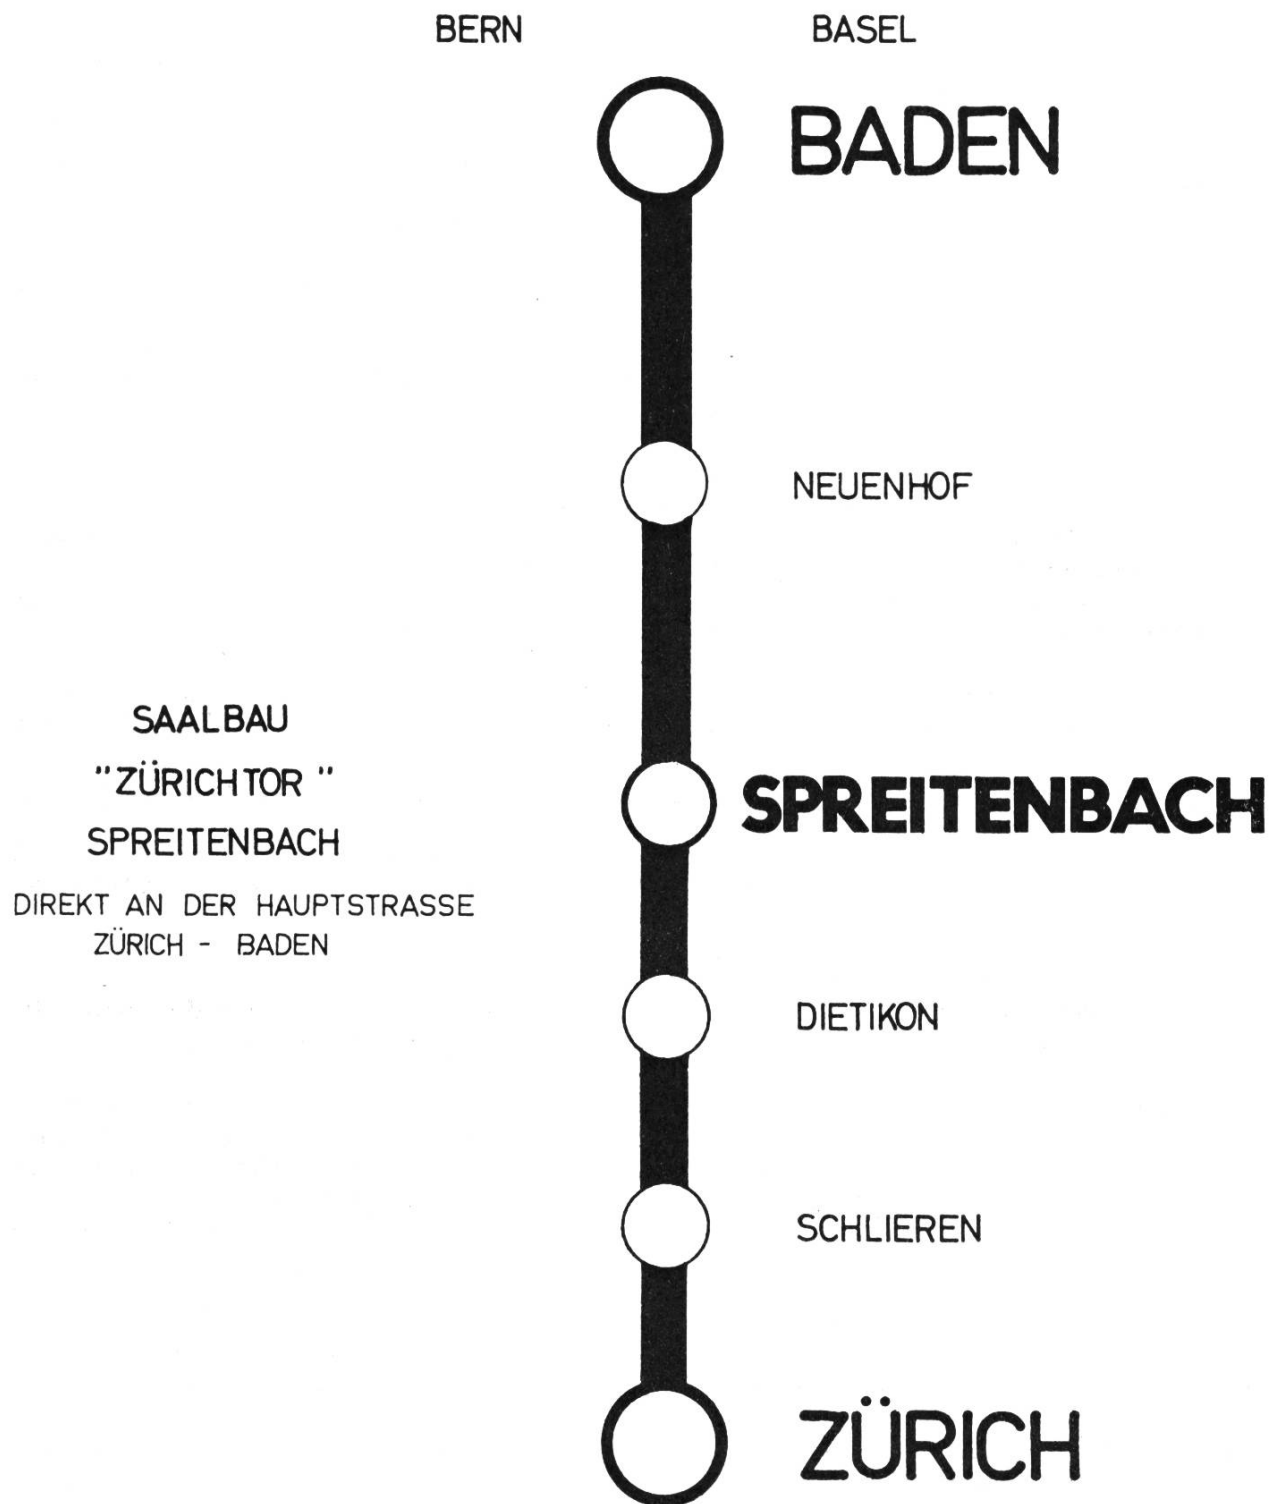 BERN BASEL
BADEN
NEUENHOF
SAALBAU
"ZÜRICHTOR"
SPREITENBACH
DIREKT AN DER HAUPTSTRASSE
ZÜRICH - BADEN
SPREITENBACH
DIETIKON
SCHLIEREN
ZÜRICH